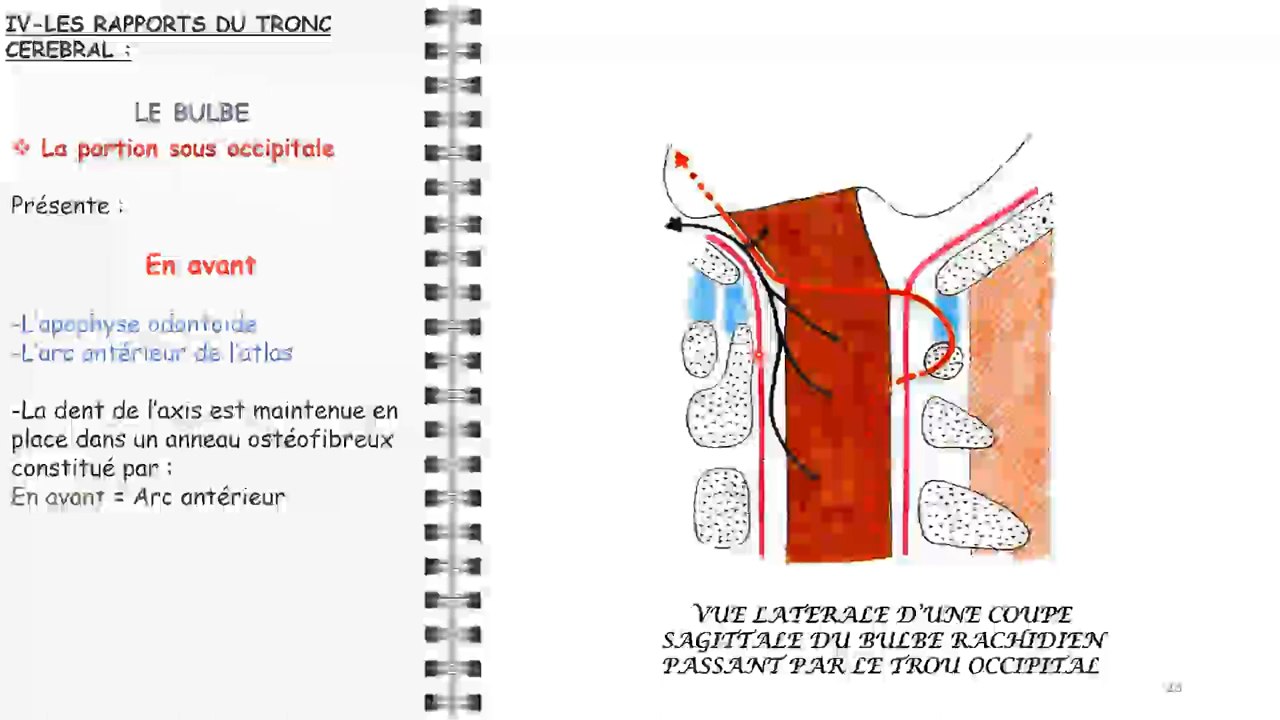 IV-LES RAPPORTS DU TRONC
CEREBRAL :
LE BULBE
❖ La portion sous occipitale
Présente :
En avant
-L'apophyse odontoïde
-L'arc antérieur de l'atlas
-La dent de l'axis est maintenue en
place dans un anneau ostéofibreux
constitué par :
En avant = Arc antérieur
VUE LATERALE D'UNE COUPE
SAGITTALE DU BULBE RACHIDIEN
PASSANT PAR LE TROU OCCIPITAL